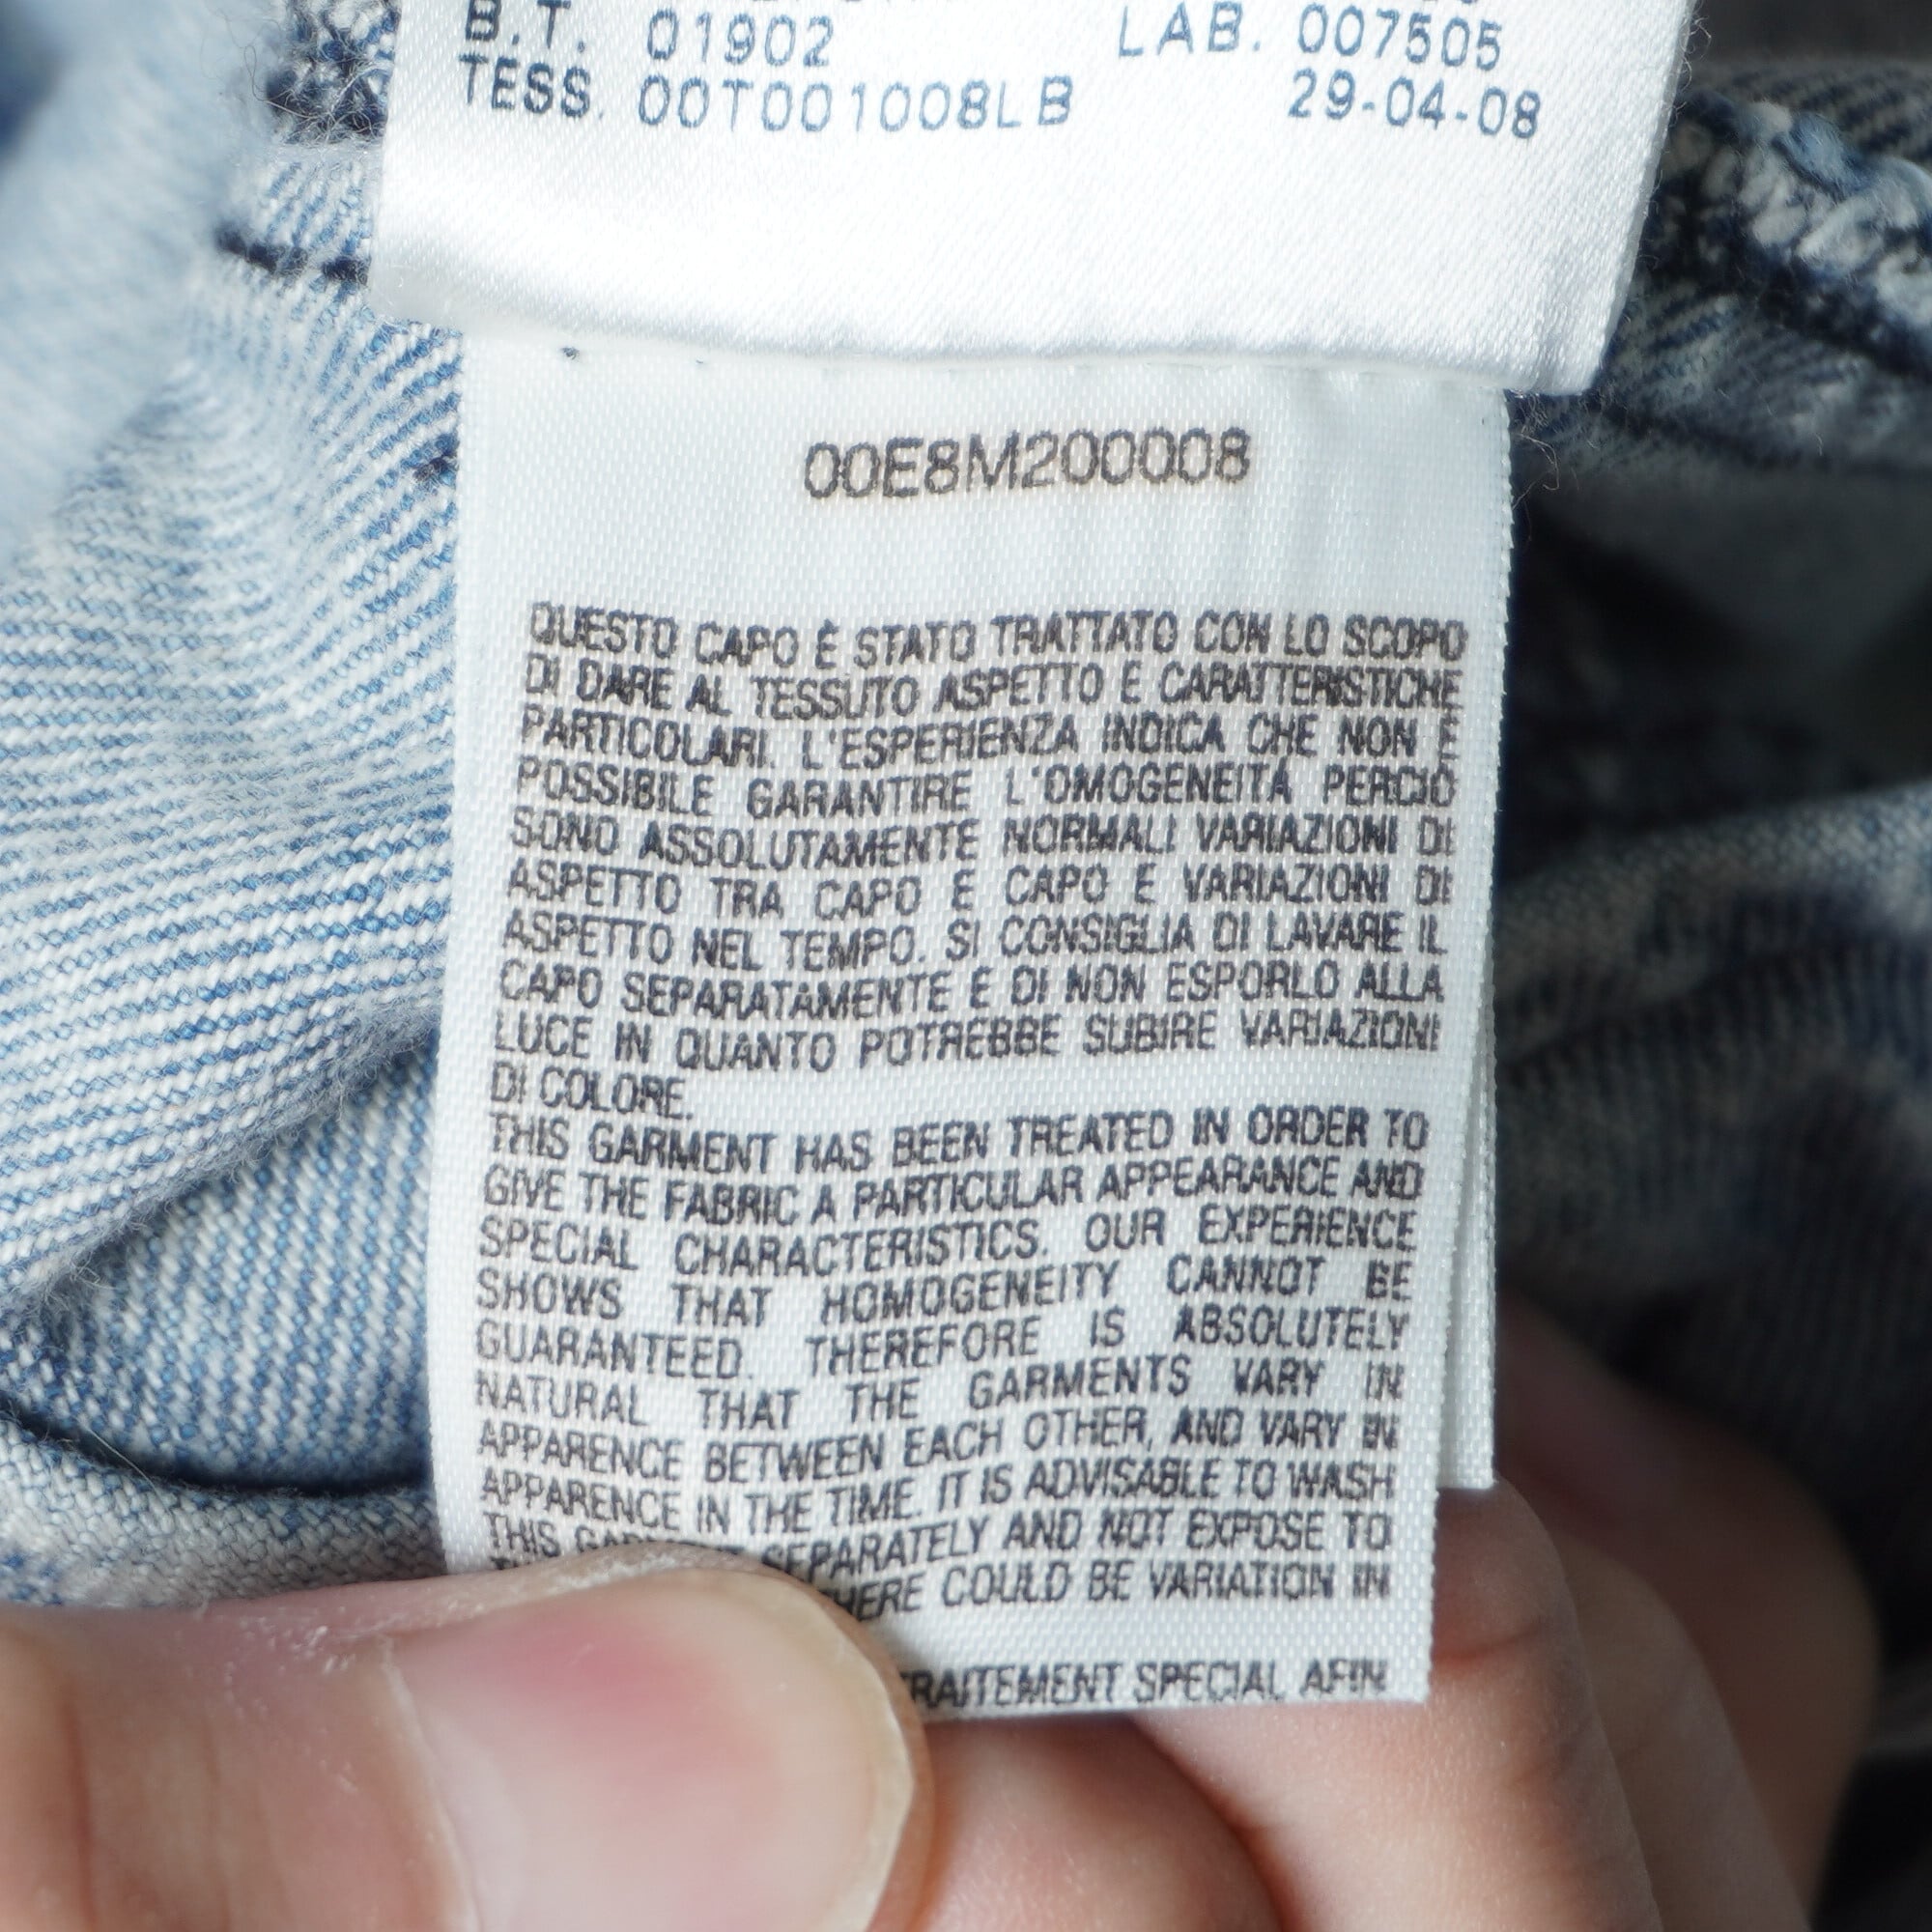 B.T. 01902 LAB. 007505
TESS. 00T001008LB 29-04-08
00E8M200008
QUESTO CAPO È STATO TRATTATO CON LO SCOPO
DI DARE AL TESSUTO ASPETTO E CARATTERISTICHE
PARTICOLARI. L'ESPERIENZA INDICA CHE NON È
POSSIBILE GARANTIRE L'OMOGENEITÁ PERCIÒ
SONO ASSOLUTAMENTE NORMALI VARIAZIONI DI
ASPETTO TRA CAPO E CAPO E VARIAZIONI DI
ASPETTO NEL TEMPO. SI CONSIGLIA DI LAVARE IL
CAPO SEPARATAMENTE E DI NON ESPORLO ALLA
LUCE IN QUANTO POTREBBE SUBIRE VARIAZIONI
DI COLORE.
THIS GARMENT HAS BEEN TREATED IN ORDER TO
GIVE THE FABRIC A PARTICULAR APPEARANCE AND
SPECIAL CHARACTERISTICS. OUR EXPERIENCE
SHOWS THAT HOMOGENEITY CANNOT BE
GUARANTEED. THEREFORE IS ABSOLUTELY
NATURAL THAT THE GARMENTS VARY IN
APPARENCE BETWEEN EACH OTHER, AND VARY IN
APPARENCE IN THE TIME. IT IS ADVISABLE TO WASH
THIS SEPARATELY AND NOT EXPOSE TO
HERE COULD BE VARIATION IN
RAITEMENT SPECIAL AFIN